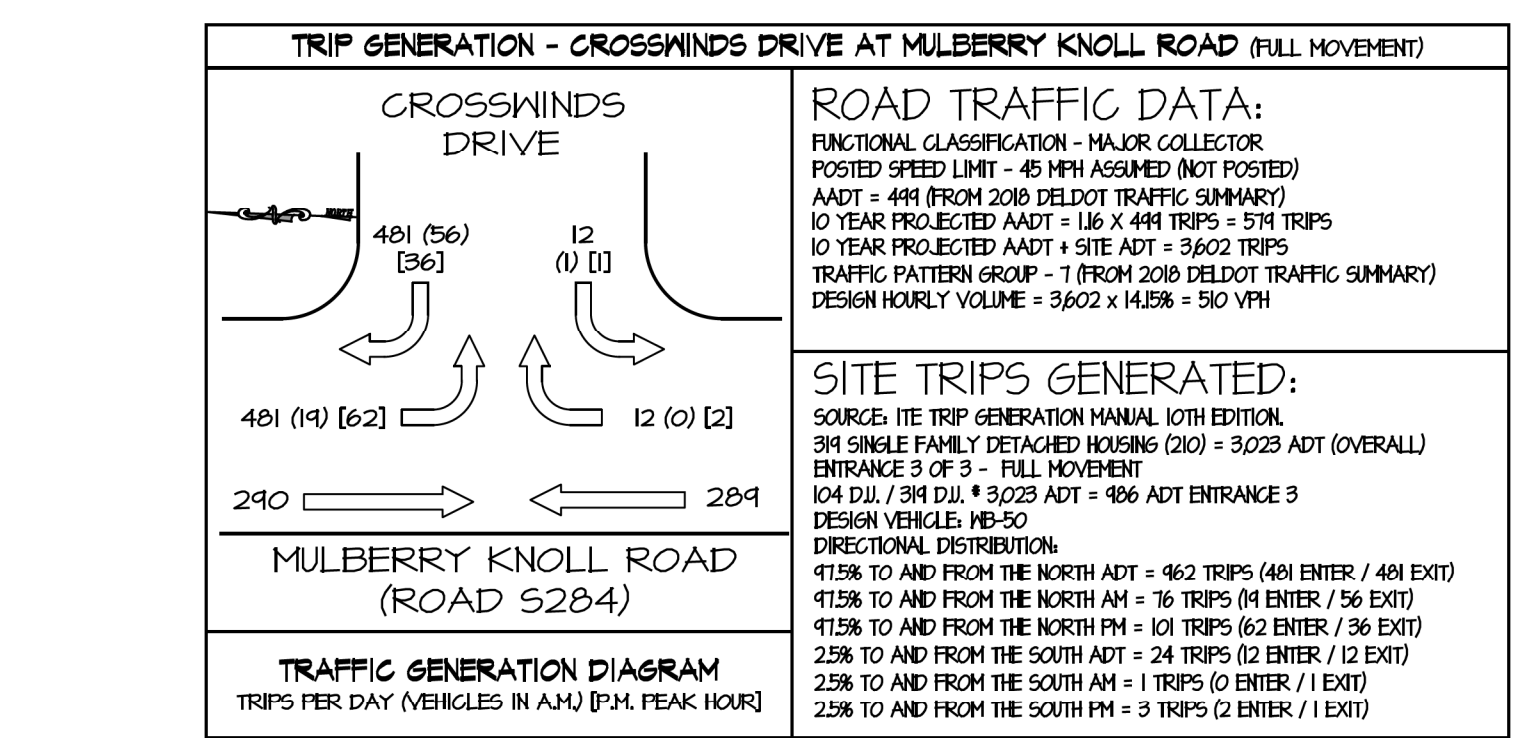 TRIP GENERATION - CROSSWINDS DRIVE AT MULBERRY KNOLL ROAD (FULL MOVEMENT)
CROSSWINDS
DRIVE
NORTH
481 (56)
[36]
12
(1) [1]
481 (19) [62]
12 (0) [2]
290
289
MULBERRY KNOLL ROAD
(ROAD S284)
TRAFFIC GENERATION DIAGRAM
TRIPS PER DAY (VEHICLES IN A.M.) [P.M. PEAK HOUR]
ROAD TRAFFIC DATA:
FUNCTIONAL CLASSIFICATION - MAJOR COLLECTOR
POSTED SPEED LIMIT - 45 MPH ASSUMED (NOT POSTED)
AADT = 499 (FROM 2018 DELDOT TRAFFIC SUMMARY)
10 YEAR PROJECTED AADT = 1.16 X 499 TRIPS = 579 TRIPS
10 YEAR PROJECTED AADT + SITE ADT = 3,602 TRIPS
TRAFFIC PATTERN GROUP - 7 (FROM 2018 DELDOT TRAFFIC SUMMARY)
DESIGN HOURLY VOLUME = 3,602 x 14.15% = 510 VPH
SITE TRIPS GENERATED:
SOURCE: ITE TRIP GENERATION MANUAL 10TH EDITION.
319 SINGLE FAMILY DETACHED HOUSING (210) = 3,023 ADT (OVERALL)
ENTRANCE 3 OF 3 - FULL MOVEMENT
104 D.U. / 319 D.U. * 3,023 ADT = 986 ADT ENTRANCE 3
DESIGN VEHICLE: WB-50
DIRECTIONAL DISTRIBUTION:
97.5% TO AND FROM THE NORTH ADT = 962 TRIPS (481 ENTER / 481 EXIT)
97.5% TO AND FROM THE NORTH AM = 76 TRIPS (19 ENTER / 56 EXIT)
97.5% TO AND FROM THE NORTH PM = 101 TRIPS (62 ENTER / 36 EXIT)
2.5% TO AND FROM THE SOUTH ADT = 24 TRIPS (12 ENTER / 12 EXIT)
2.5% TO AND FROM THE SOUTH AM = 1 TRIPS (0 ENTER / 1 EXIT)
2.5% TO AND FROM THE SOUTH PM = 3 TRIPS (2 ENTER / 1 EXIT)